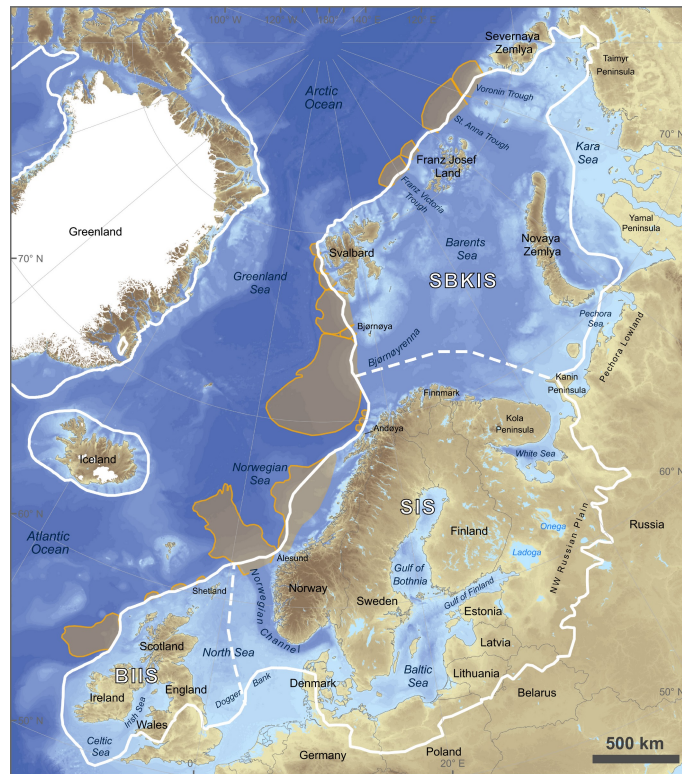 100° W
Severnaya
Zemlya
Taimyr
Peninsula
Voronin Trough
Arctic
Ocean
St. Anna Trough
70°
Kara
Sea
Franz Josef
Land
Franz Victoria
Trough
Yamal
Peninsula
Greenland
Novaya
Zemlya
Barents
Sea
Svalbard
70° N
Greenland
Sea
SBKIS
Pechora
Sea
Bjørnøya
Bjørnøyrenna
Pechora Lowland
Kanin
Peninsula
Finnmark
Kola
Peninsula
Andøya
White Sea
Iceland
Norwegian
Sea
60° N
SIS
Atlantic
Ocean
Finland
Onega
Russia
Ladoga
NW Russian Plain
Ålesund
Gulf of
Bothnia
Norway
Shetland
Norwegian Channel
Sweden
Gulf of Finland
Estonia
Scotland
North Sea
Latvia
BIIS
Baltic
Sea
Lithuania
Denmark
Dogger Bank
Ireland
England
Belarus
50° N
Irish Sea
Wales
Celtic
Sea
500 km
Germany
Poland
0°
20° E